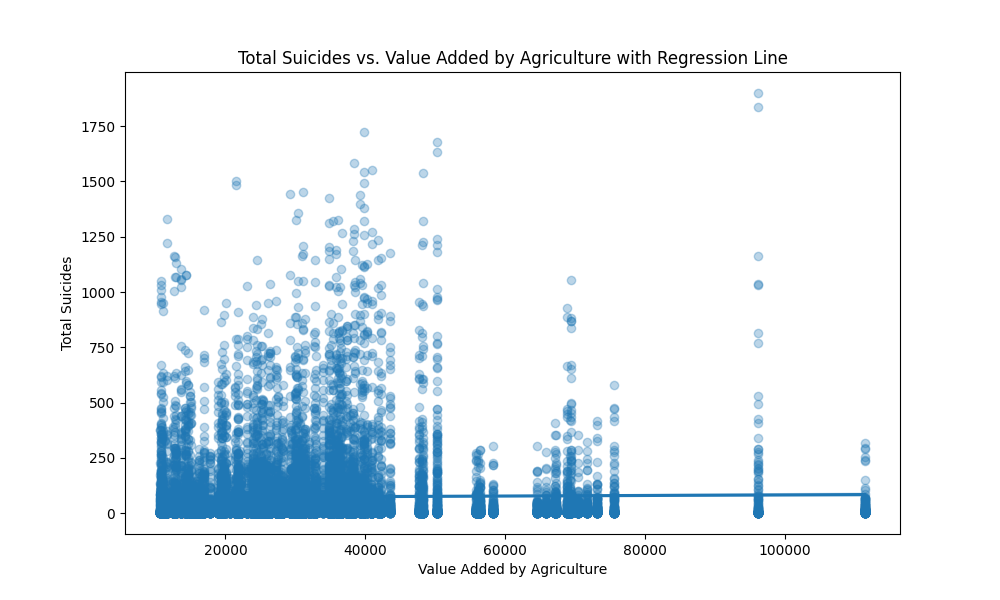 Total Suicides vs. Value Added by Agriculture with Regression Line
1750
1500
1250
1000
750
500
250
0
Total Suicides
20000 40000 60000 80000 100000
Value Added by Agriculture